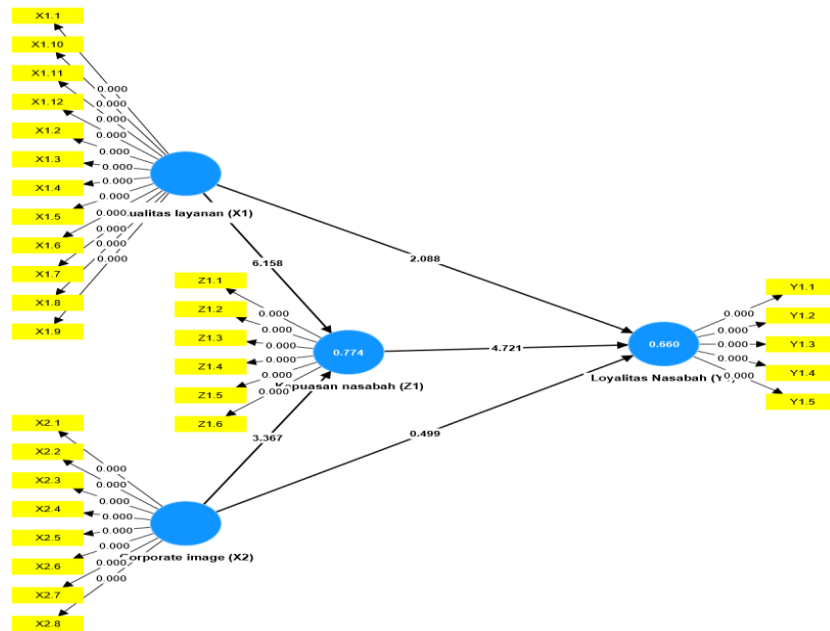 X1.1
X1.10
X1.11
X1.12
X1.2
X1.3
X1.4
X1.5
X1.6
X1.7
X1.8
X1.9
0.000
0.000
0.000
0.000
0.000
0.000
0.000
0.000
0.000
0.000
0.000
0.000
ualitas layanan (X1)
6.158
2.088
Z1.1
Z1.2
Z1.3
Z1.4
Z1.5
Z1.6
0.000
0.000
0.000
0.000
0.000
0.000
0.774
Kepuasan nasabah (Z1)
4.721
0.660
Loyalitas Nasabah (Y
0.000
0.000
0.000
0.000
0.000
Y1.1
Y1.2
Y1.3
Y1.4
Y1.5
3.367
0.499
X2.1
X2.2
X2.3
X2.4
X2.5
X2.6
X2.7
X2.8
0.000
0.000
0.000
0.000
0.000
0.000
0.000
0.000
Corporate image (X2)